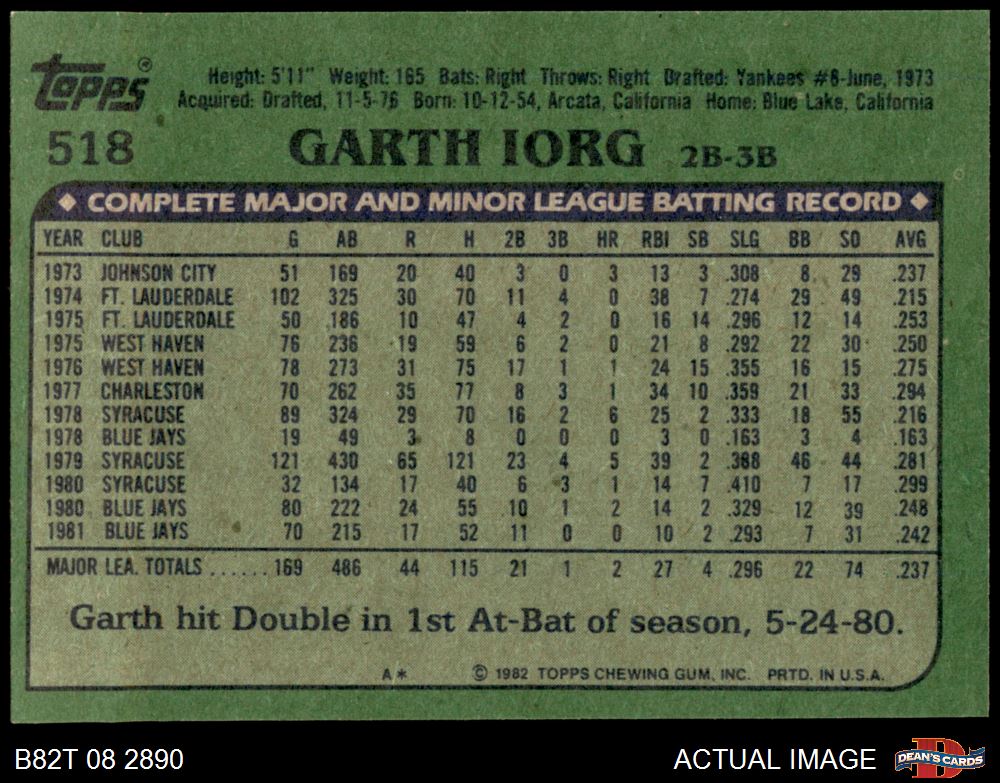 topps®
Height: 5'11" Weight: 165 Bats: Right Throws: Right Drafted: Yankees #8-June, 1973
Acquired: Drafted, 11-5-76 Born: 10-12-54, Arcata, California Home: Blue Lake, California
518 GARTH IORG 2B-3B
◆ COMPLETE MAJOR AND MINOR LEAGUE BATTING RECORD ◆
YEAR CLUB G AB R H 2B 3B HR RBI SB SLG BB SO AVG
1973 JOHNSON CITY 51 169 20 40 3 0 3 13 3 .308 8 29 .237
1974 FT. LAUDERDALE 102 325 30 70 11 4 0 38 7 .274 29 49 .215
1975 FT. LAUDERDALE 50 186 10 47 4 2 0 16 14 .296 12 14 .253
1975 WEST HAVEN 76 236 19 59 6 2 0 21 8 .292 22 30 .250
1976 WEST HAVEN 78 273 31 75 17 1 1 24 15 .355 16 15 .275
1977 CHARLESTON 70 262 35 77 8 3 1 34 10 .359 21 33 .294
1978 SYRACUSE 89 324 29 70 16 2 6 25 2 .333 18 55 .216
1978 BLUE JAYS 19 49 3 8 0 0 0 3 0 .163 3 4 .163
1979 SYRACUSE 121 430 65 121 23 4 5 39 2 .388 46 44 .281
1980 SYRACUSE 32 134 17 40 6 3 1 14 7 .410 7 17 .299
1980 BLUE JAYS 80 222 24 55 10 1 2 14 2 .329 12 39 .248
1981 BLUE JAYS 70 215 17 52 11 0 0 10 2 .293 7 31 .242
MAJOR LEA. TOTALS ...... 169 486 44 115 21 1 2 27 4 .296 22 74 .237
Garth hit Double in 1st At-Bat of season, 5-24-80.
A* © 1982 TOPPS CHEWING GUM, INC. PRTD. IN U.S.A.
B82T 08 2890 ACTUAL IMAGE D DEAN'S CARDS